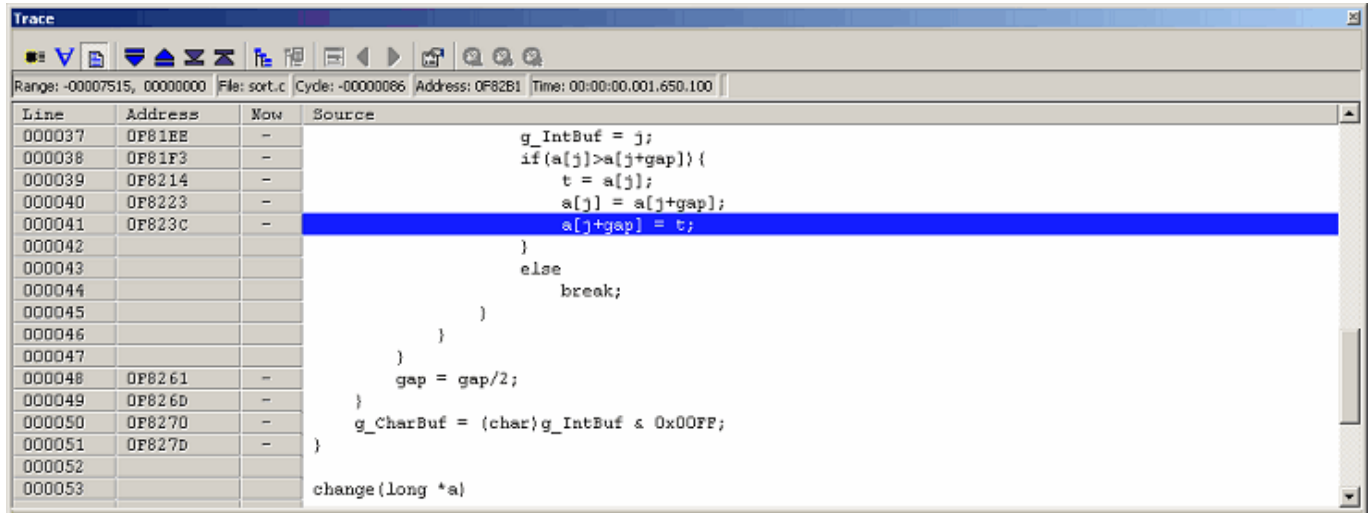 Trace
Range: -00007515, 00000000 File: sort.c Cycle: -00000086 Address: 0F82B1 Time: 00:00:00.001.650.100
Line Address Now Source
000037 0F81EE - g_IntBuf = j;
000038 0F81F3 - if(a[j]>a[j+gap]){
000039 0F8214 - t = a[j];
000040 0F8223 - a[j] = a[j+gap];
000041 0F823C - a[j+gap] = t;
000042 }
000043 else
000044 break;
000045 }
000046 }
000047 }
000048 0F8261 - gap = gap/2;
000049 0F826D - }
000050 0F8270 - g_CharBuf = (char)g_IntBuf & 0x00FF;
000051 0F827D - }
000052
000053 change(long *a)